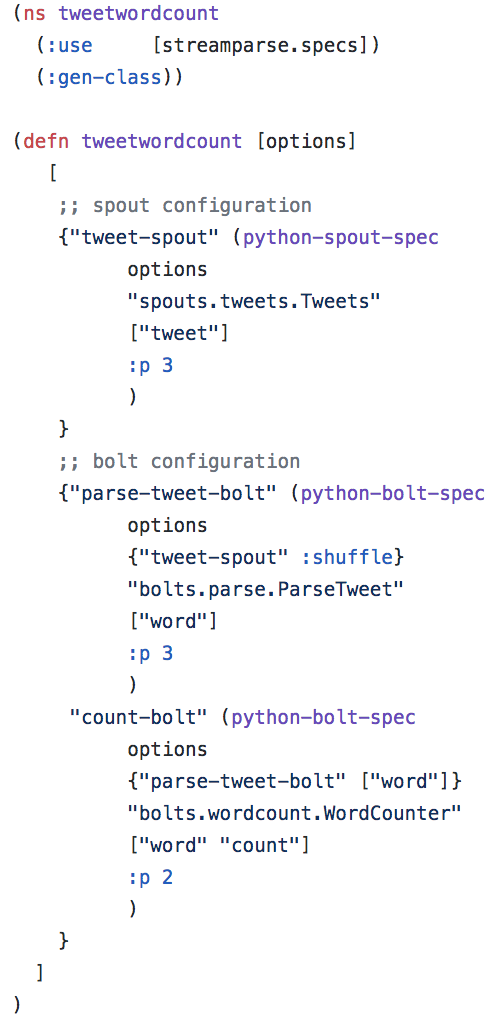 (ns tweetwordcount
  (:use     [streamparse.specs])
  (:gen-class))

(defn tweetwordcount [options]
   [
    ;; spout configuration
    {"tweet-spout" (python-spout-spec
          options
          "spouts.tweets.Tweets"
          ["tweet"]
          :p 3
          )
    }
    ;; bolt configuration
    {"parse-tweet-bolt" (python-bolt-spec
          options
          {"tweet-spout" :shuffle}
          "bolts.parse.ParseTweet"
          ["word"]
          :p 3
          )
     "count-bolt" (python-bolt-spec
          options
          {"parse-tweet-bolt" ["word"]}
          "bolts.wordcount.WordCounter"
          ["word" "count"]
          :p 2
          )
    }
  ]
)